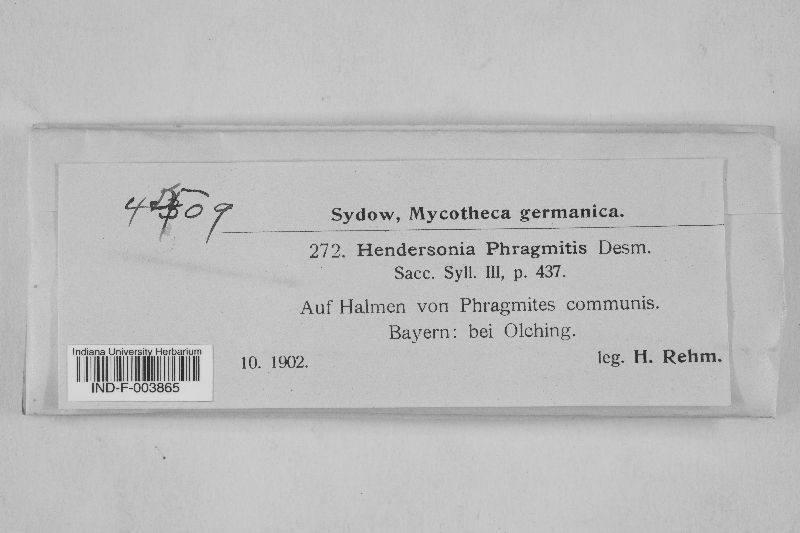 Sydow, Mycotheca germanica.
272. Hendersonia Phragmitis Desm.
Sacc. Syll. III, p. 437.
Auf Halmen von Phragmites communis.
Bayern: bei Olching.
10. 1902. leg. H. Rehm.
Indiana University Herbarium
IND-F-003865